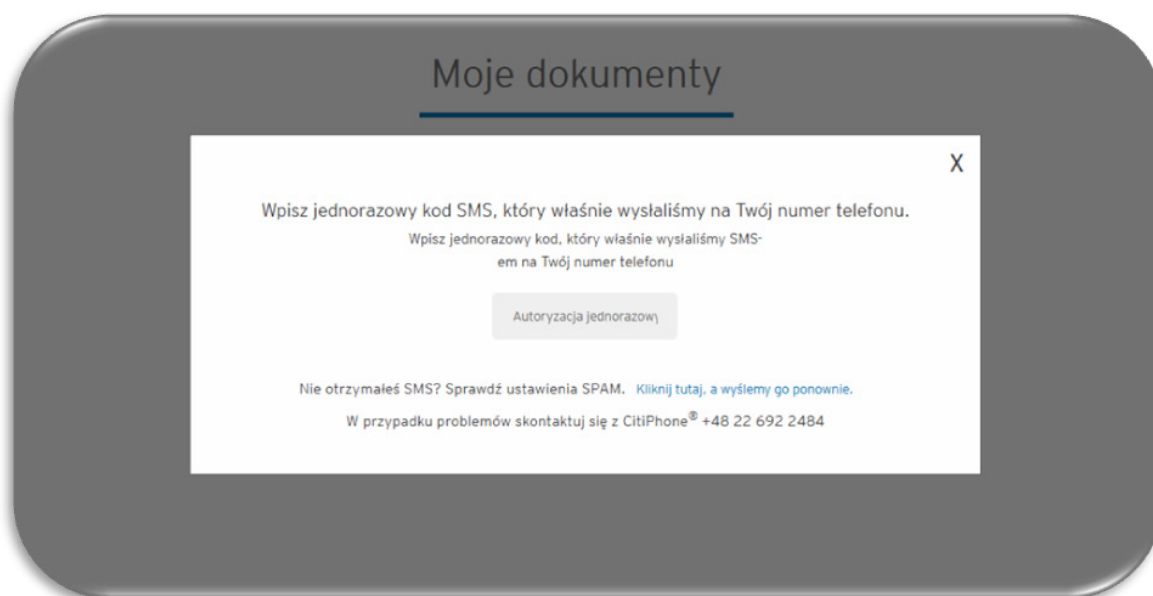 Moje dokumenty
X
Wpisz jednorazowy kod SMS, który właśnie wysłaliśmy na Twój numer telefonu.
Wpisz jednorazowy kod, który właśnie wysłaliśmy SMS-
em na Twój numer telefonu
Autoryzacja jednorazowy
Nie otrzymałeś SMS? Sprawdź ustawienia SPAM. Kliknij tutaj, a wyślemy go ponownie.
W przypadku problemów skontaktuj się z CitiPhone® +48 22 692 2484